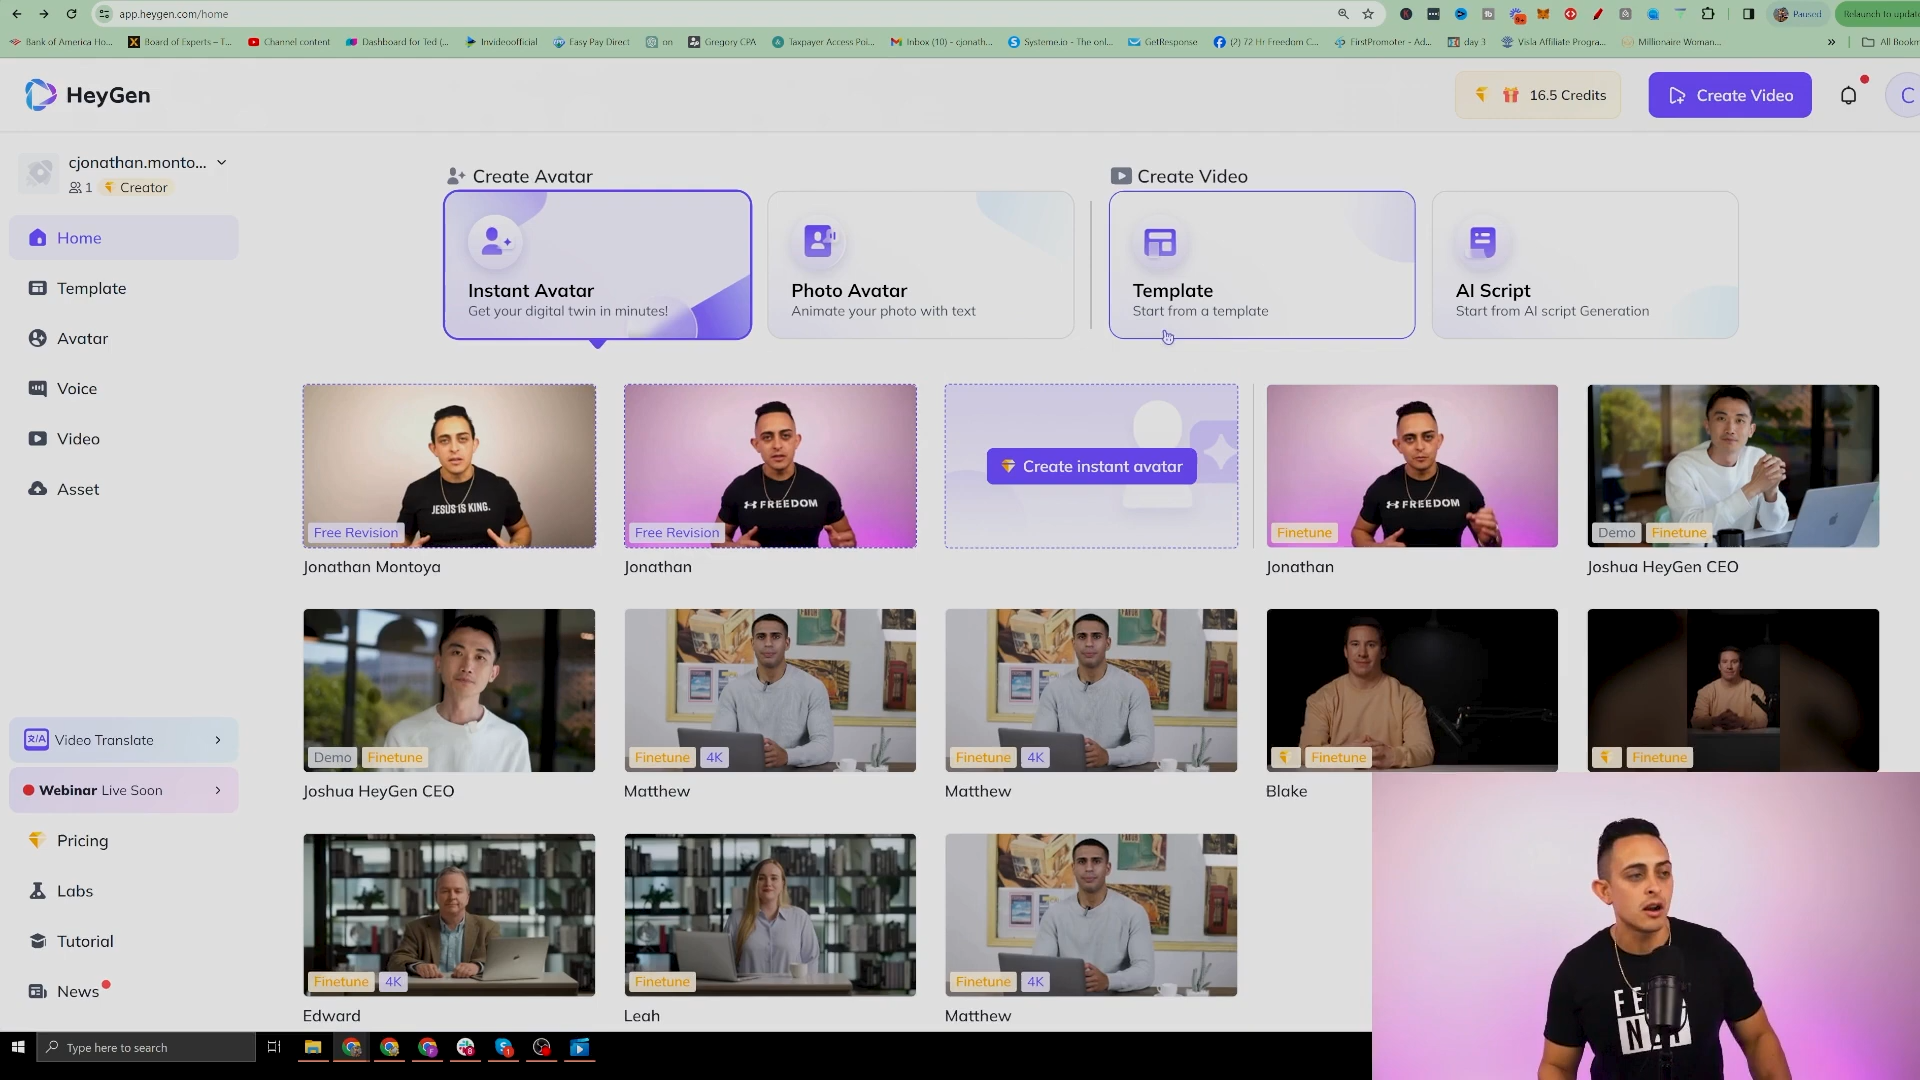 app.heygen.com/home
Paused
Relaunch to update
Bank of America Ho...
Board of Experts – T...
Channel content
Dashboard for Ted (...
Invideoofficial
Easy Pay Direct
on
Gregory CPA
Taxpayer Access Poi...
Inbox (10) - cjonath...
Systeme.io - The onl...
GetResponse
(2) 72 Hr Freedom C...
FirstPromoter - Ad...
day 3
Visla Affiliate Progra...
Millionaire Woman...
»
All Bookm
HeyGen
16.5 Credits
Create Video
C
cjonathan.monto...
1
Creator
Home
Template
Avatar
Voice
Video
Asset
Video Translate
Webinar Live Soon
Pricing
Labs
Tutorial
News
Create Avatar
Create Video
Instant Avatar
Get your digital twin in minutes!
Photo Avatar
Animate your photo with text
Template
Start from a template
AI Script
Start from AI script Generation
JESUS IS KING.
Free Revision
Jonathan Montoya
FREEDOM
Free Revision
Jonathan
Create instant avatar
FREEDOM
Finetune
Jonathan
Demo
Finetune
Joshua HeyGen CEO
Demo
Finetune
Joshua HeyGen CEO
Finetune
4K
Matthew
Finetune
4K
Matthew
Finetune
Blake
Finetune
Finetune
4K
Edward
Finetune
Leah
Finetune
4K
Matthew
Type here to search